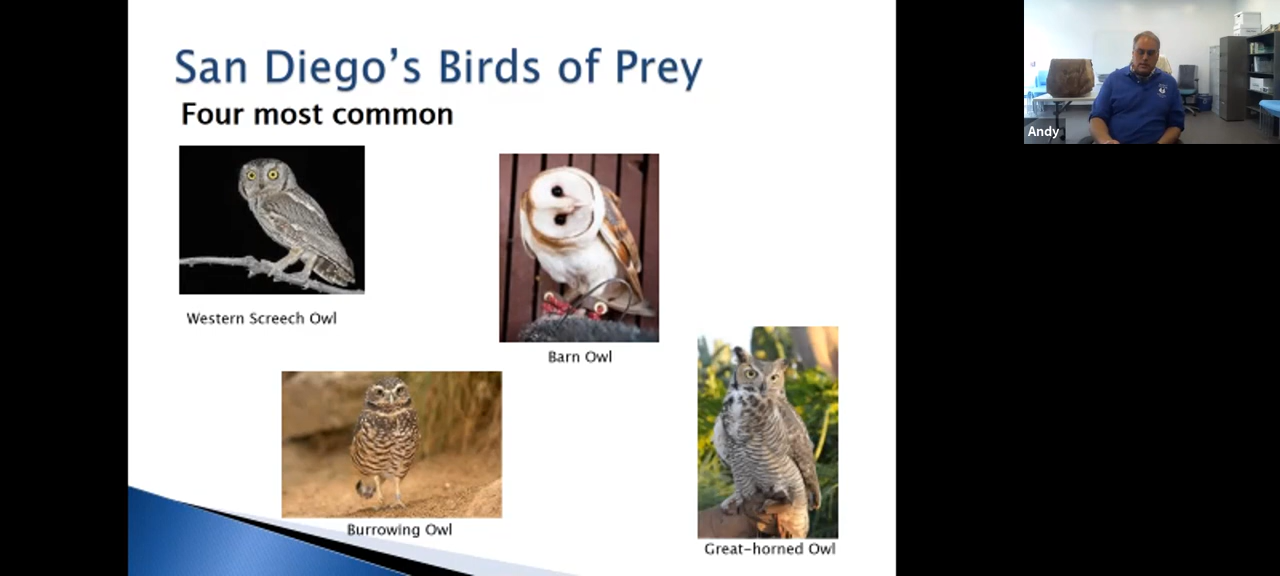 San Diego's Birds of Prey
Four most common
Western Screech Owl
Barn Owl
Burrowing Owl
Great-horned Owl
Andy